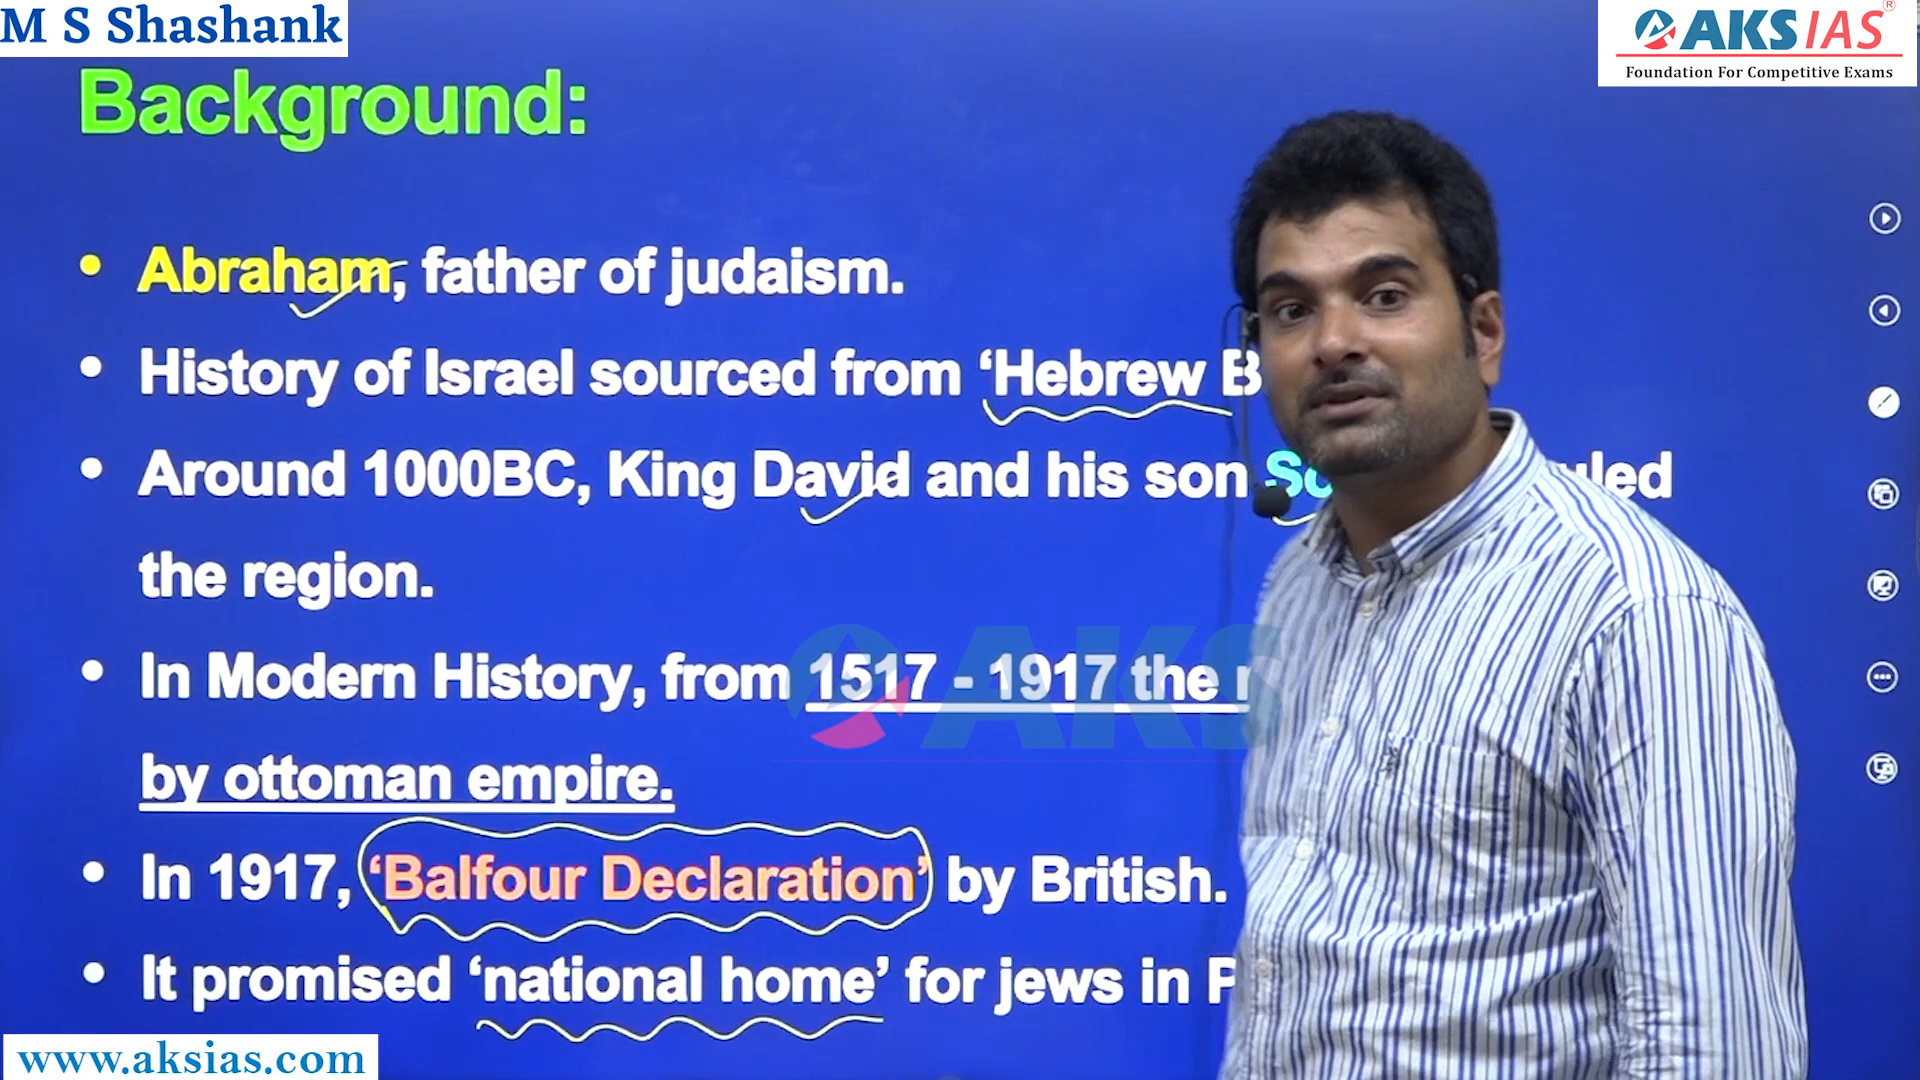 M S Shashank
AKS IAS ®
Foundation For Competitive Exams
Background:
• Abraham, father of judaism.
• History of Israel sourced from ‘Hebrew
• Around 1000BC, King David and his son
the region.
• In Modern History, from 1517 - 1917 the
by ottoman empire.
• In 1917, ‘Balfour Declaration’ by British.
• It promised ‘national home’ for jews in
AKS
www.aksias.com